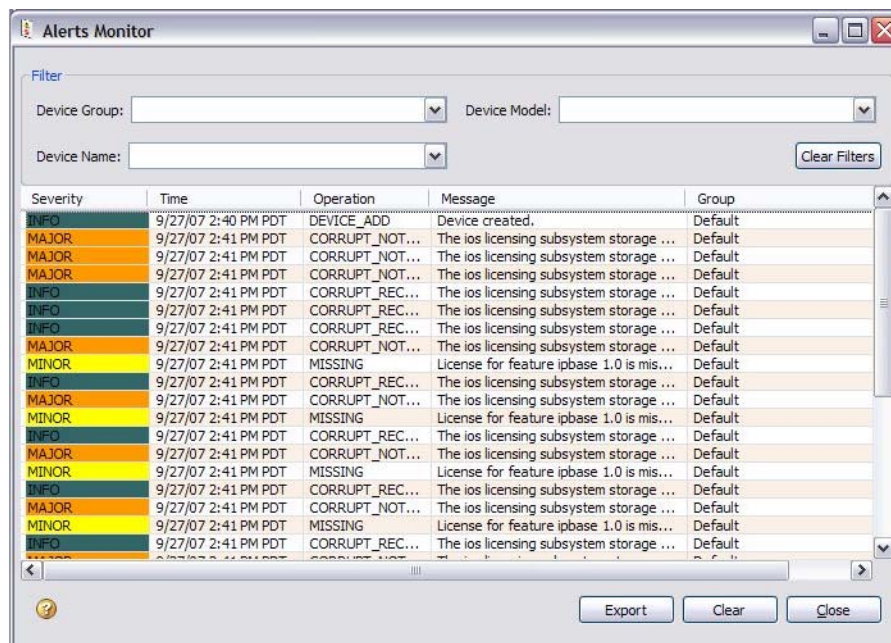 Alerts Monitor
Filter
Device Group: Device Model:
Device Name: Clear Filters
Severity Time Operation Message Group
INFO 9/27/07 2:40 PM PDT DEVICE_ADD Device created. Default
MAJOR 9/27/07 2:41 PM PDT CORRUPT_NOT... The ios licensing subsystem storage ... Default
MAJOR 9/27/07 2:41 PM PDT CORRUPT_NOT... The ios licensing subsystem storage ... Default
MAJOR 9/27/07 2:41 PM PDT CORRUPT_NOT... The ios licensing subsystem storage ... Default
INFO 9/27/07 2:41 PM PDT CORRUPT_REC... The ios licensing subsystem storage ... Default
INFO 9/27/07 2:41 PM PDT CORRUPT_REC... The ios licensing subsystem storage ... Default
INFO 9/27/07 2:41 PM PDT CORRUPT_REC... The ios licensing subsystem storage ... Default
MAJOR 9/27/07 2:41 PM PDT CORRUPT_NOT... The ios licensing subsystem storage ... Default
MINOR 9/27/07 2:41 PM PDT MISSING License for feature ipbase 1.0 is mis... Default
INFO 9/27/07 2:41 PM PDT CORRUPT_REC... The ios licensing subsystem storage ... Default
MAJOR 9/27/07 2:41 PM PDT CORRUPT_NOT... The ios licensing subsystem storage ... Default
MINOR 9/27/07 2:41 PM PDT MISSING License for feature ipbase 1.0 is mis... Default
INFO 9/27/07 2:41 PM PDT CORRUPT_REC... The ios licensing subsystem storage ... Default
MAJOR 9/27/07 2:41 PM PDT CORRUPT_NOT... The ios licensing subsystem storage ... Default
MINOR 9/27/07 2:41 PM PDT MISSING License for feature ipbase 1.0 is mis... Default
INFO 9/27/07 2:41 PM PDT CORRUPT_REC... The ios licensing subsystem storage ... Default
MAJOR 9/27/07 2:41 PM PDT CORRUPT_NOT... The ios licensing subsystem storage ... Default
MINOR 9/27/07 2:41 PM PDT MISSING License for feature ipbase 1.0 is mis... Default
INFO 9/27/07 2:41 PM PDT CORRUPT_REC... The ios licensing subsystem storage ... Default
Export Clear Close